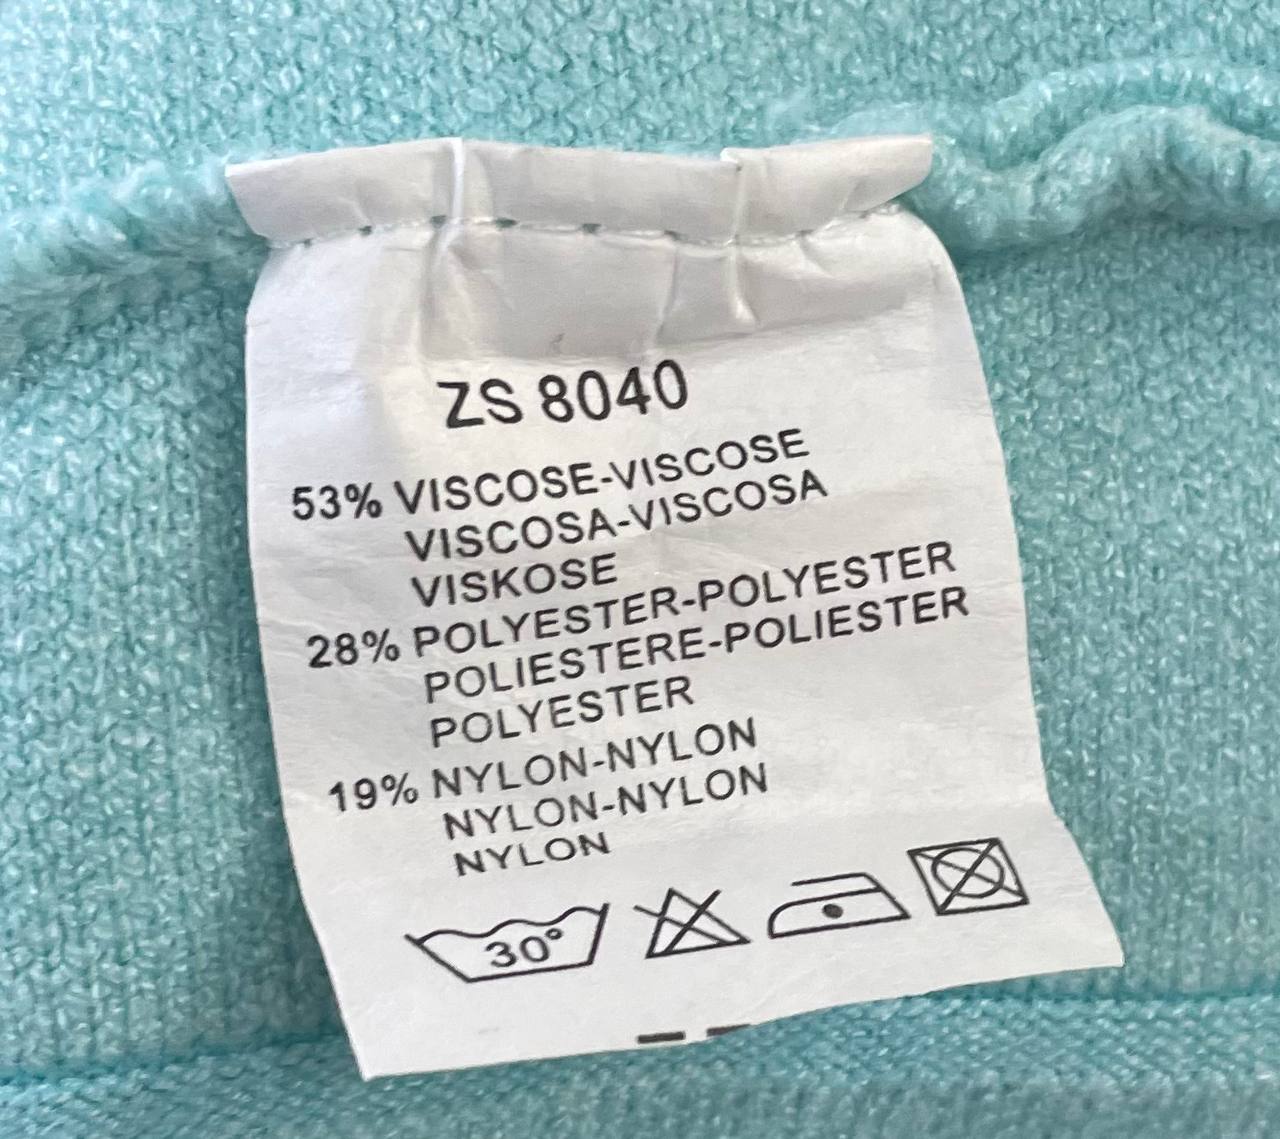 ZS 8040
53% VISCOSE-VISCOSE
VISCOSA-VISCOSA
VISKOSE
28% POLYESTER-POLYESTER
POLIESTERE-POLIESTER
POLYESTER
19% NYLON-NYLON
NYLON-NYLON
NYLON
30°